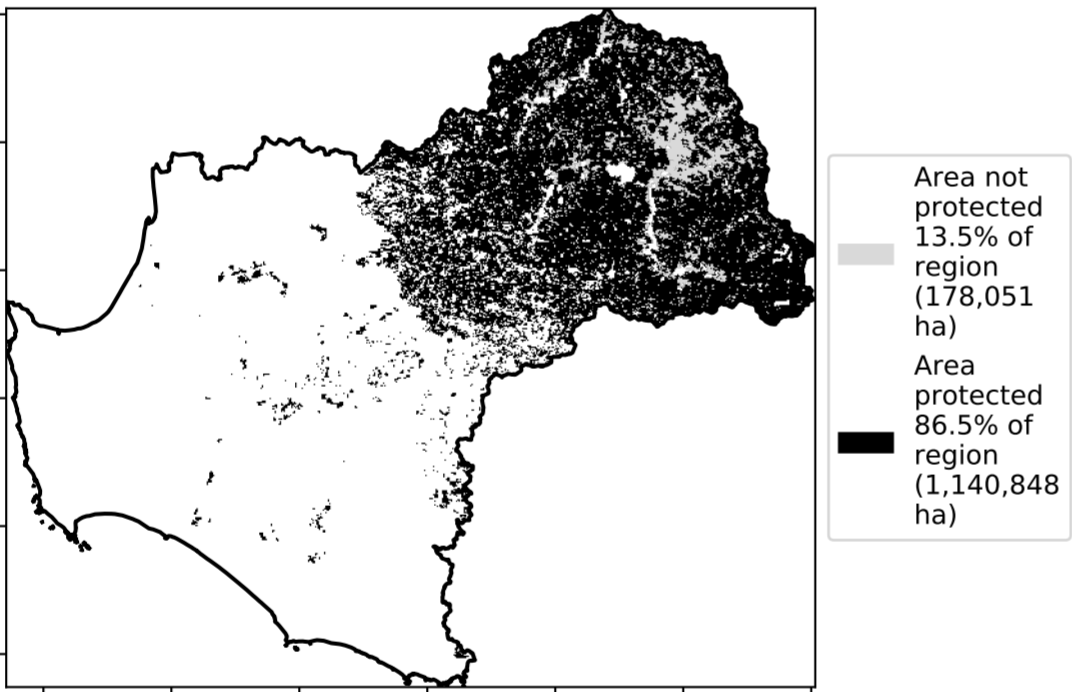 Area not
protected
13.5% of
region
(178,051
ha)
Area
protected
86.5% of
region
(1,140,848
ha)